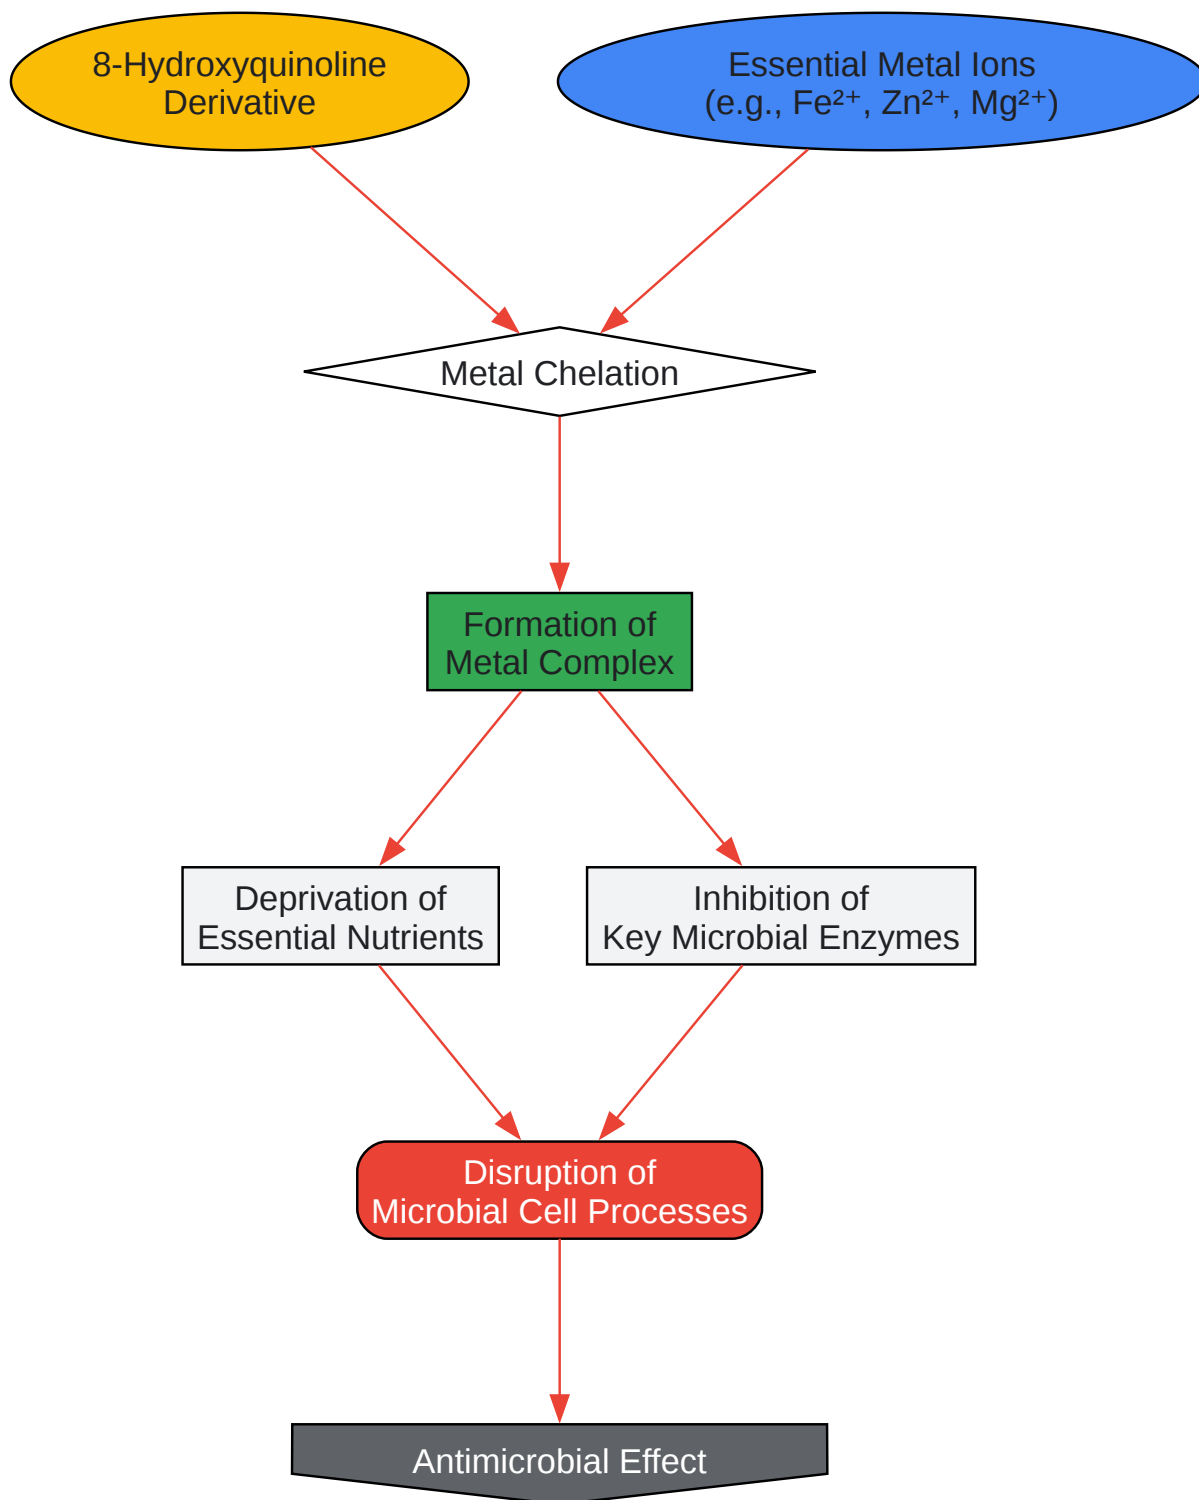 8-Hydroxyquinoline
Derivative
Essential Metal Ions
(e.g., Fe²⁺, Zn²⁺, Mg²⁺)
Metal Chelation
Formation of
Metal Complex
Deprivation of
Essential Nutrients
Inhibition of
Key Microbial Enzymes
Disruption of
Microbial Cell Processes
Antimicrobial Effect